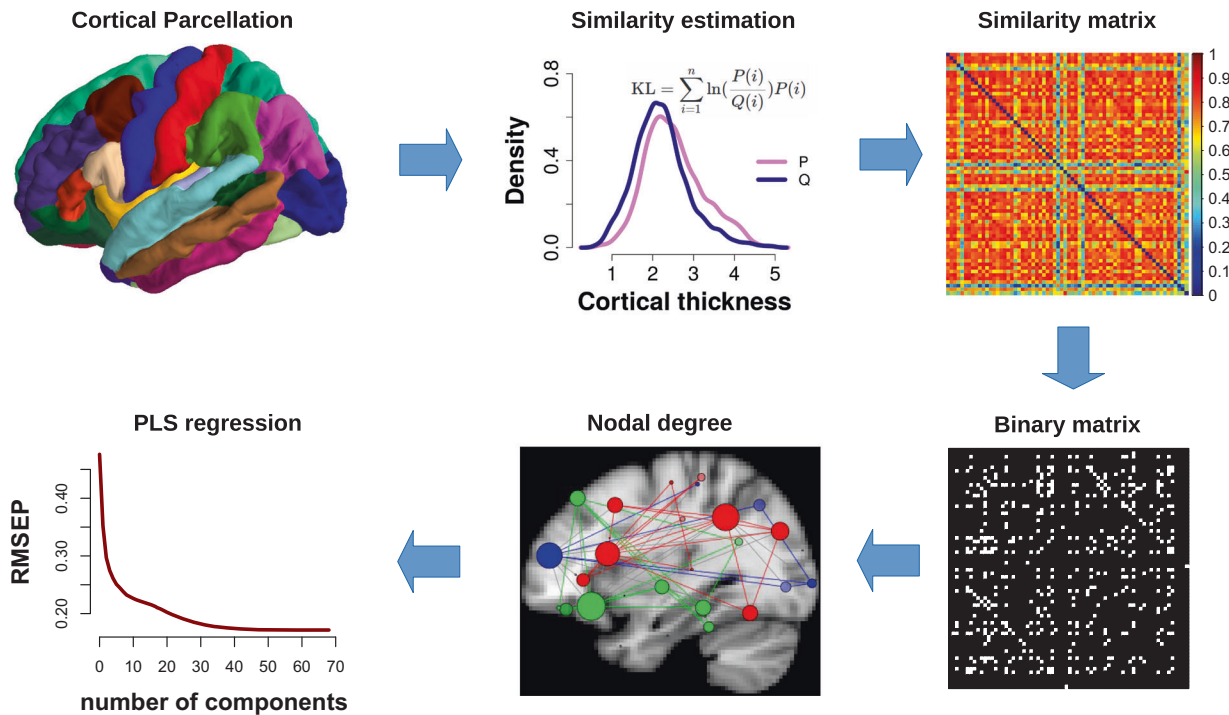 Cortical Parcellation
Similarity estimation
Similarity matrix
KL = \sum_{i=1}^{n} ln(\frac{P(i)}{Q(i)})P(i)
0.8
0.4
0.0
Density
P
Q
1 2 3 4 5
Cortical thickness
1
0.9
0.8
0.7
0.6
0.5
0.4
0.3
0.2
0.1
0
PLS regression
Nodal degree
Binary matrix
0.40
0.30
0.20
RMSEP
0 10 20 30 40 50 60 70
number of components